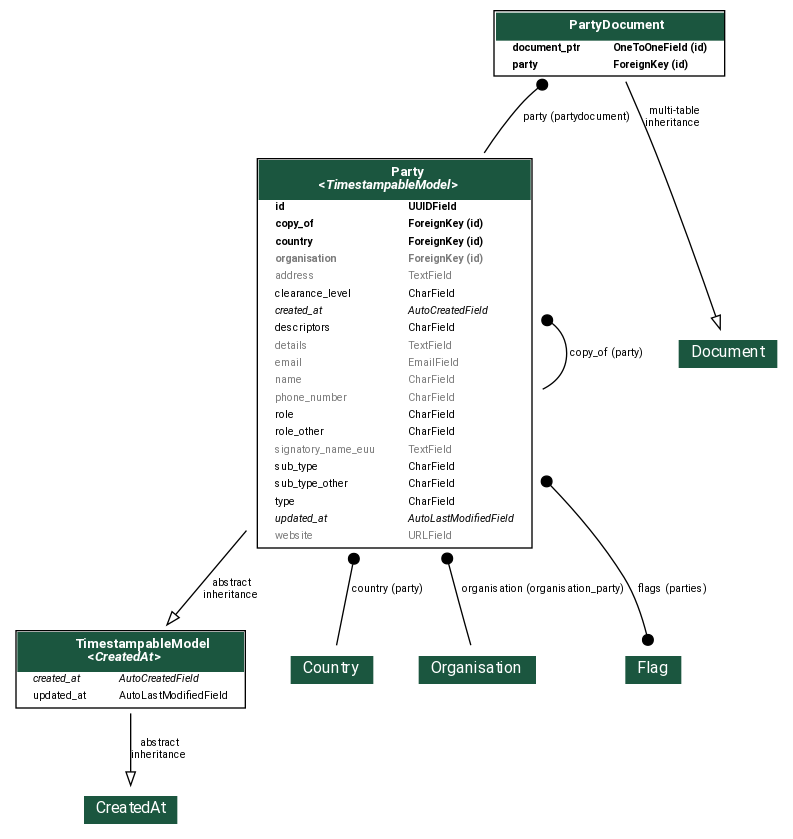 PartyDocument
document_ptr OneToOneField (id)
party ForeignKey (id)
party (partydocument)
multi-table
inheritance
Party
<TimestampableModel>
id UUIDField
copy_of ForeignKey (id)
country ForeignKey (id)
organisation ForeignKey (id)
address TextField
clearance_level CharField
created_at AutoCreatedField
descriptors CharField
details TextField
email EmailField
name CharField
phone_number CharField
role CharField
role_other CharField
signatory_name_euu TextField
sub_type CharField
sub_type_other CharField
type CharField
updated_at AutoLastModifiedField
website URLField
Document
copy_of (party)
abstract
inheritance
country (party)
organisation (organisation_party)
flags (parties)
TimestampableModel
<CreatedAt>
created_at AutoCreatedField
updated_at AutoLastModifiedField
Country
Organisation
Flag
abstract
inheritance
CreatedAt